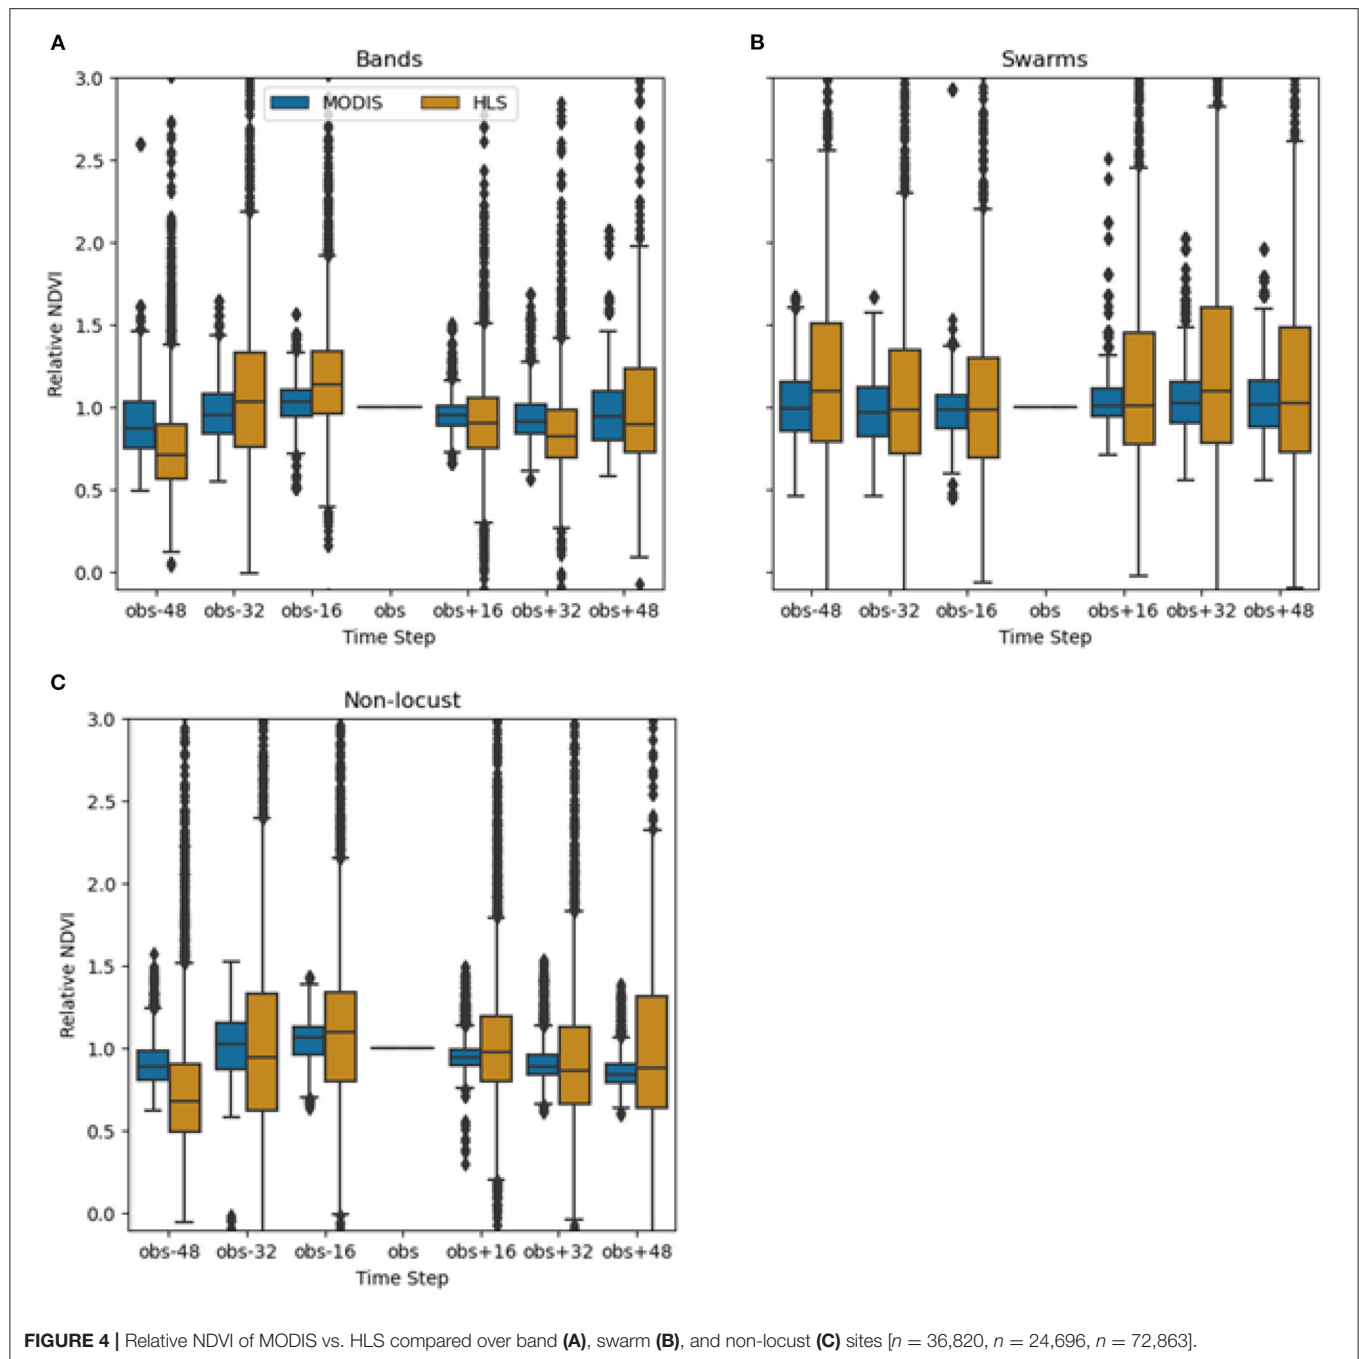 A
Bands
3.0
2.5
2.0
1.5
1.0
0.5
0.0
Relative NDVI
MODIS HLS
obs-48 obs-32 obs-16 obs obs+16 obs+32 obs+48
Time Step
B
Swarms
obs-48 obs-32 obs-16 obs obs+16 obs+32 obs+48
Time Step
C
Non-locust
3.0
2.5
2.0
1.5
1.0
0.5
0.0
Relative NDVI
obs-48 obs-32 obs-16 obs obs+16 obs+32 obs+48
Time Step
FIGURE 4 | Relative NDVI of MODIS vs. HLS compared over band (A), swarm (B), and non-locust (C) sites [n = 36,820, n = 24,696, n = 72,863].